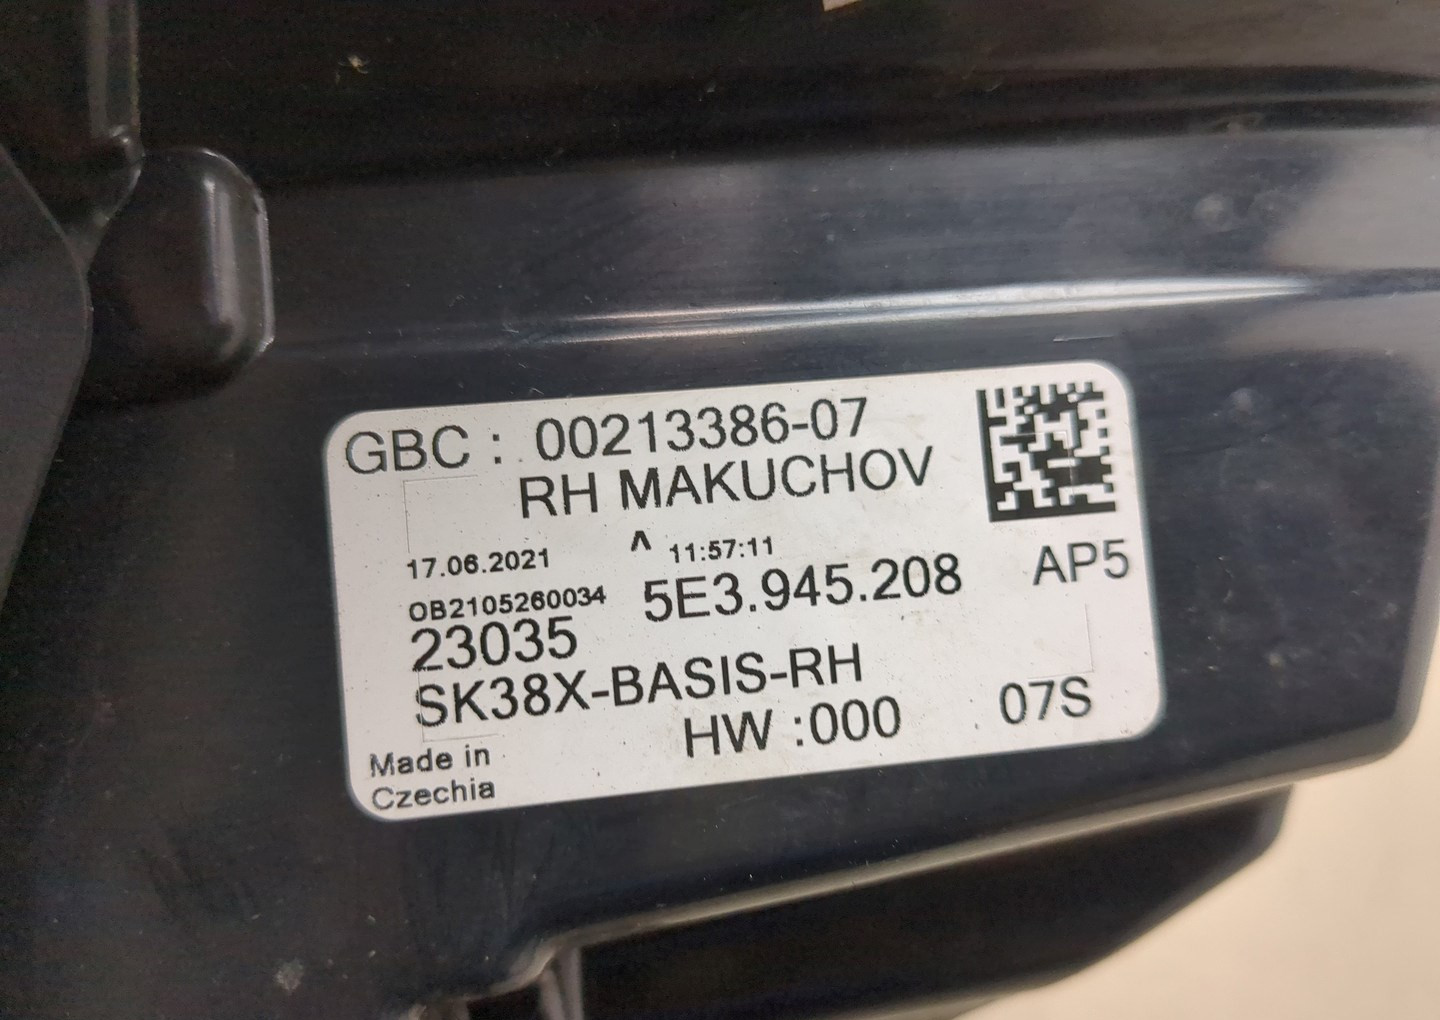 GBC : 00213386-07
RH MAKUCHOV
17.06.2021 ^ 11:57:11
OB2105260034 5E3.945.208 AP5
23035
SK38X-BASIS-RH
HW :000 07S
Made in
Czechia